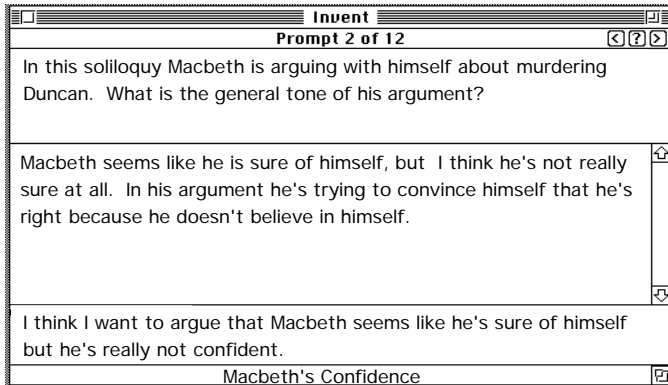 Invent
Prompt 2 of 12
In this soliloquy Macbeth is arguing with himself about murdering
Duncan.  What is the general tone of his argument?
Macbeth seems like he is sure of himself, but  I think he's not really
sure at all.  In his argument he's trying to convince himself that he's
right because he doesn't believe in himself.
I think I want to argue that Macbeth seems like he's sure of himself
but he's really not confident.
Macbeth's Confidence